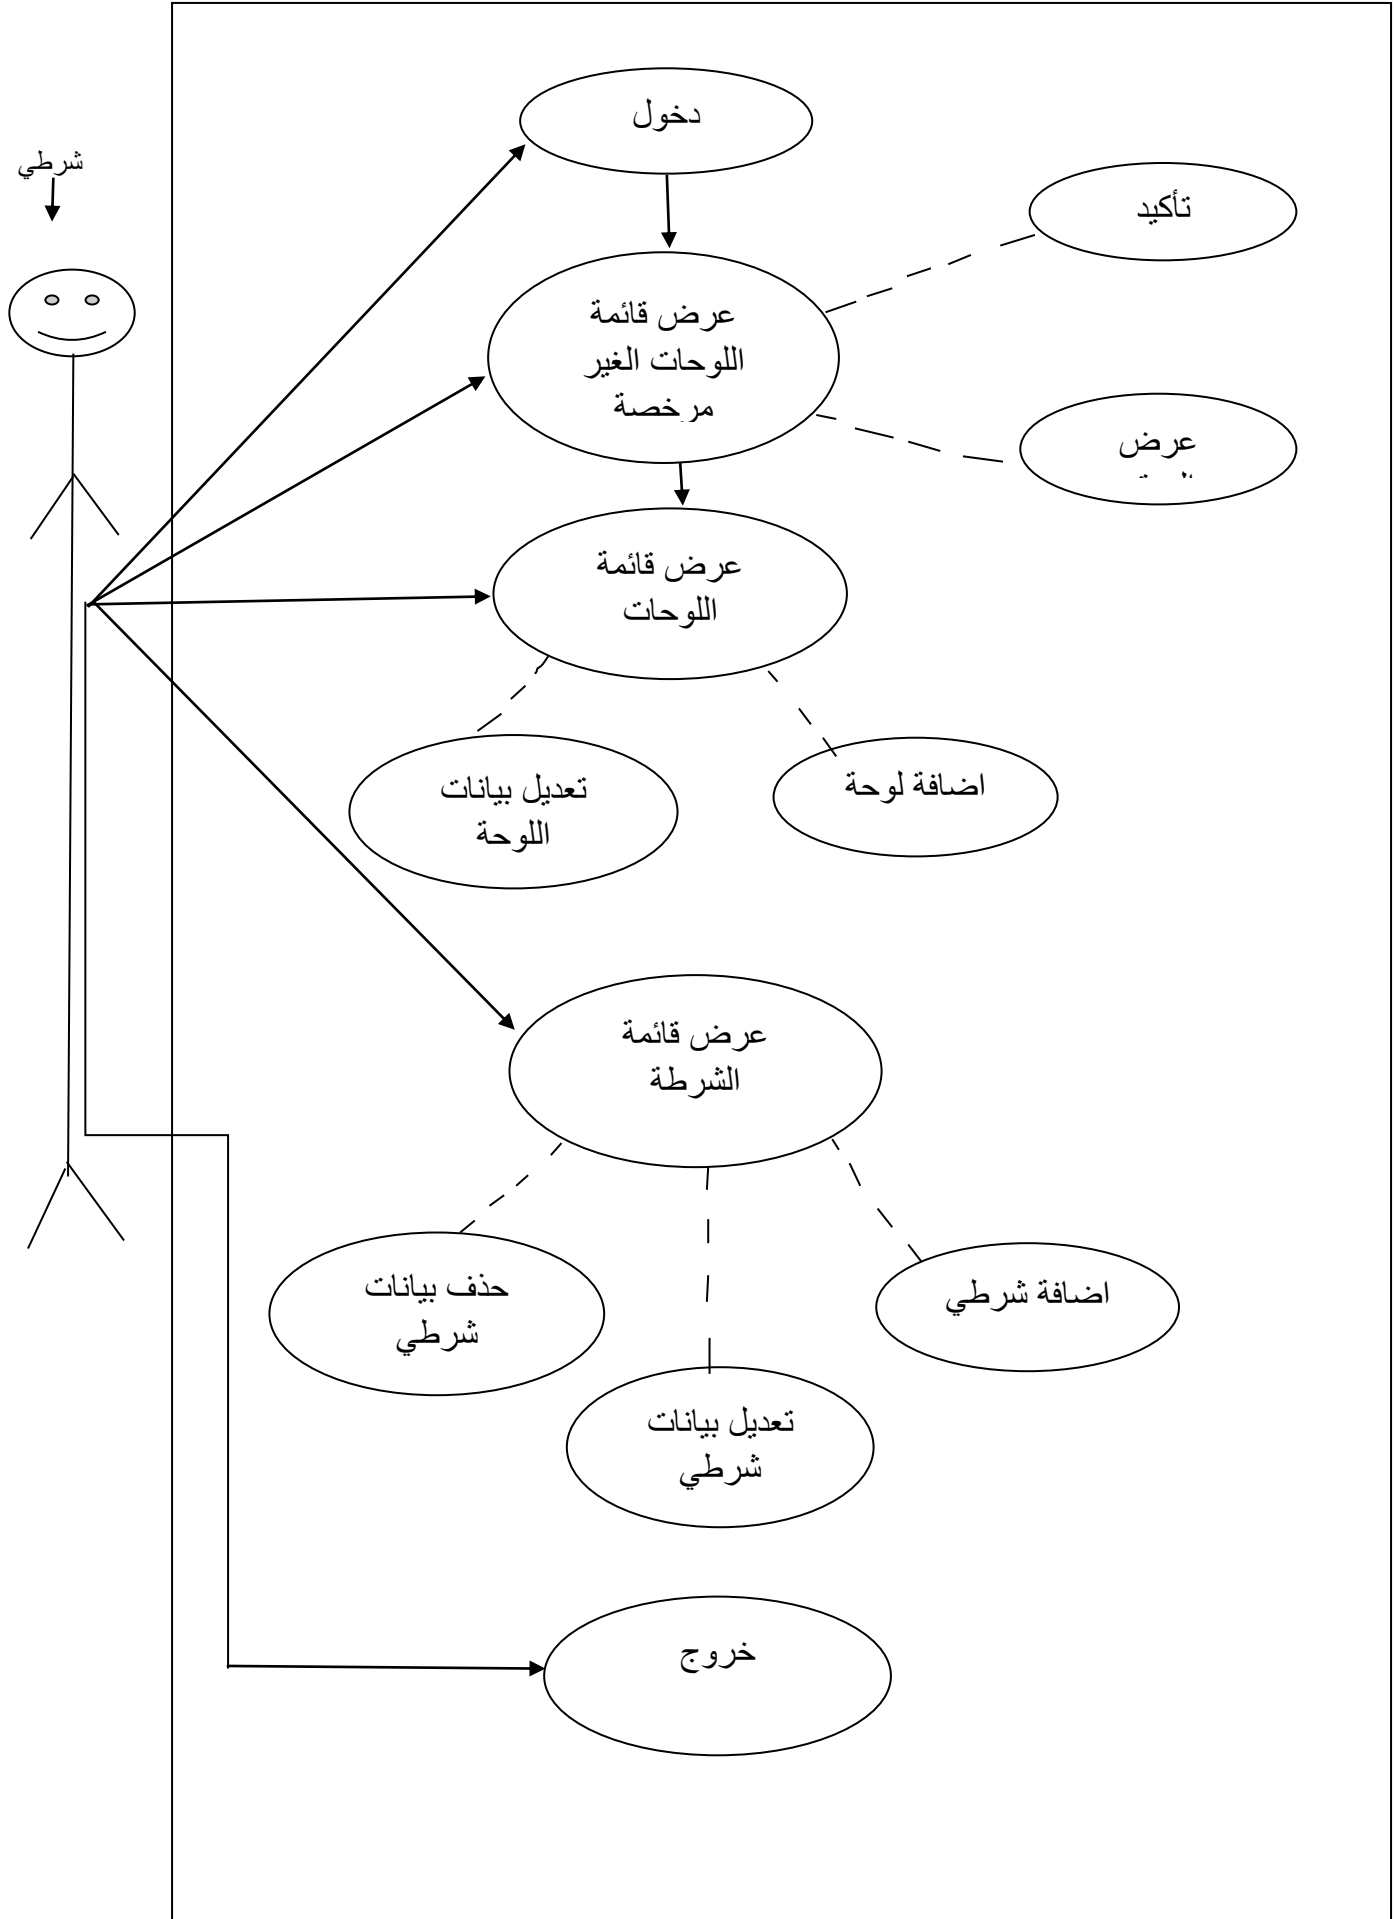 دخول
شرطي
تأكيد
عرض قائمة
اللوحات الغير
مرخصة
عرض
عرض قائمة
اللوحات
تعديل بيانات
اللوحة
اضافة لوحة
عرض قائمة
الشرطة
حذف بيانات
شرطي
اضافة شرطي
تعديل بيانات
شرطي
خروج